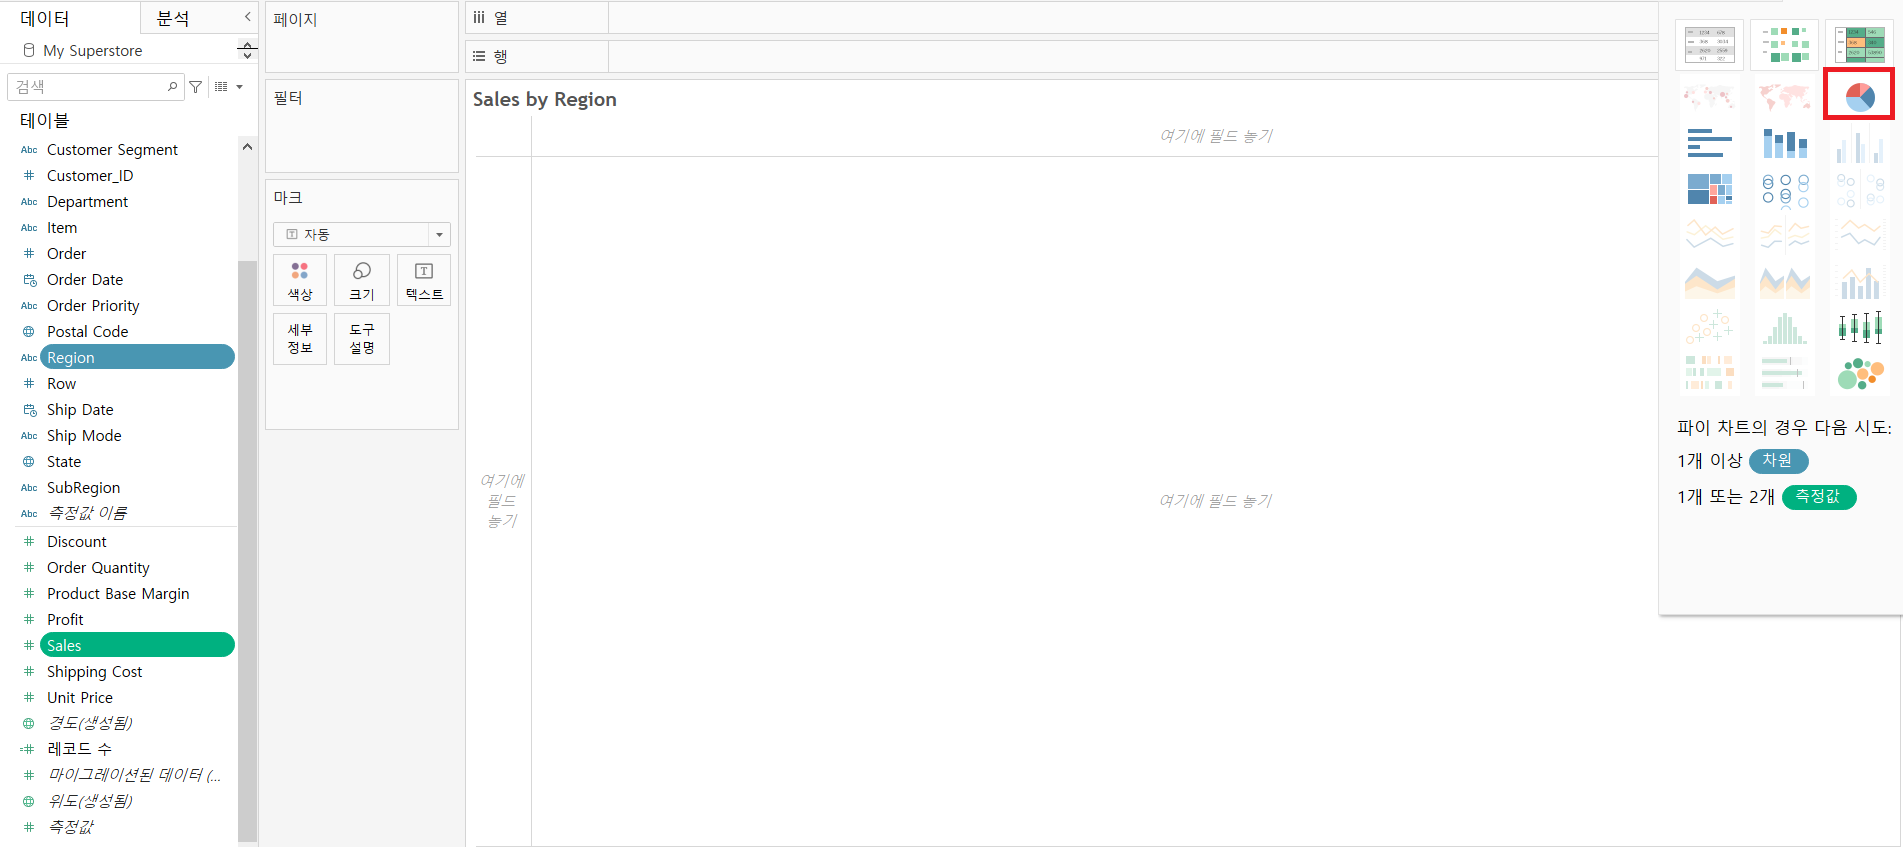 데이터
분석
My Superstore
검색
테이블
Abc Customer Segment
# Customer_ID
Abc Department
Abc Item
# Order
Order Date
Abc Order Priority
Postal Code
Abc Region
# Row
Ship Date
Abc Ship Mode
State
Abc SubRegion
Abc 측정값 이름
# Discount
# Order Quantity
# Product Base Margin
# Profit
# Sales
# Shipping Cost
# Unit Price
경도(생성됨)
=# 레코드 수
# 마이그레이션된 데이터 (...
위도(생성됨)
# 측정값
페이지
필터
마크
자동
색상
크기
텍스트
세부
정보
도구
설명
열
행
Sales by Region
여기에 필드 놓기
여기에
필드
놓기
여기에 필드 놓기
파이 차트의 경우 다음 시도:
1개 이상 차원
1개 또는 2개 측정값